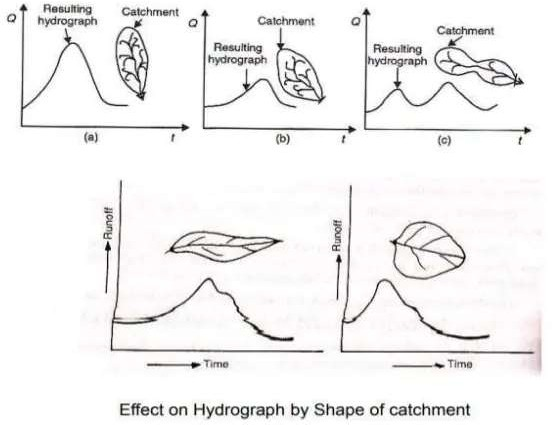 Q
Resulting
hydrograph
Catchment
(a)
t
Q
Catchment
Resulting
hydrograph
(b)
t
Q
Catchment
Resulting
hydrograph
(c)
t
Runoff
Time
Runoff
Time
Effect on Hydrograph by Shape of catchment